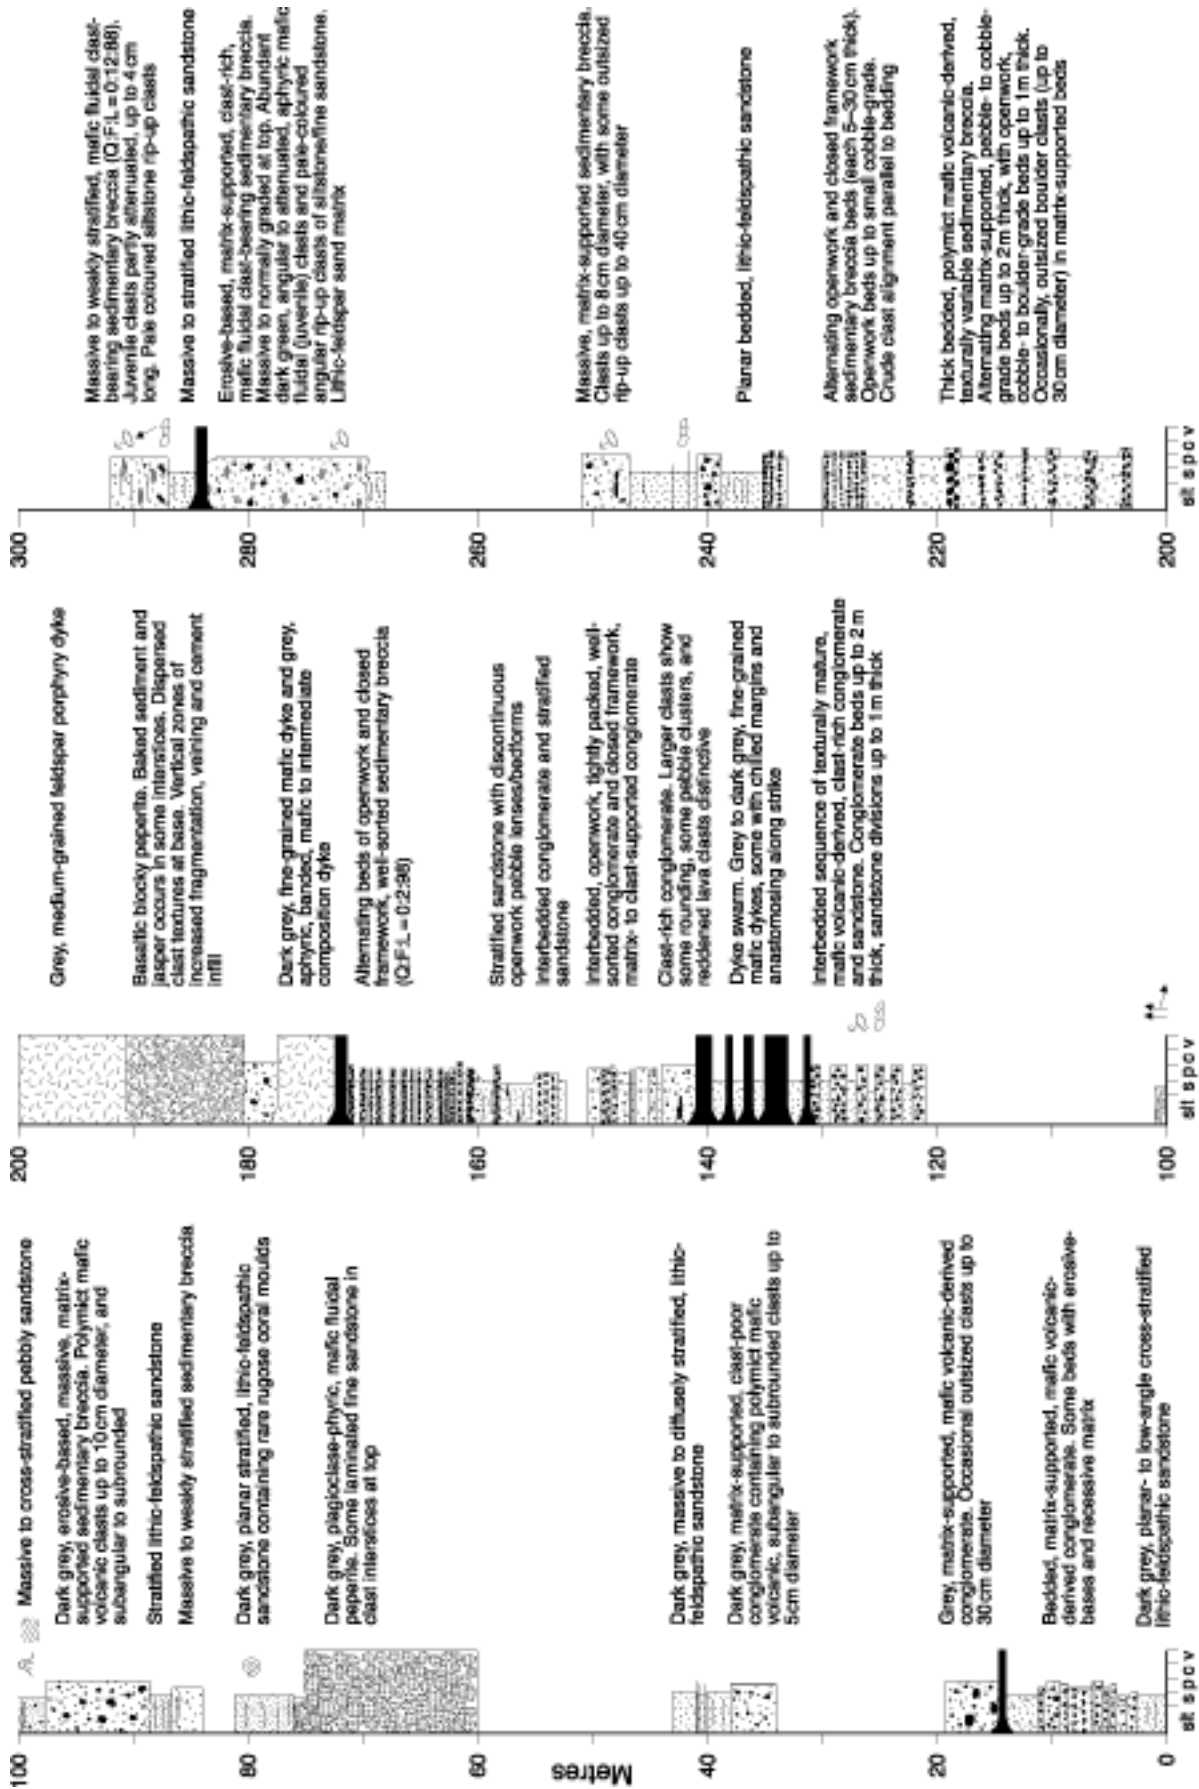 100
Massive to cross-stratified pebbly sandstone
Dark grey, erosive-based, massive, matrix-
supported sedimentary breccia. Polymict mafic
volcanic clasts up to 10cm diameter, and
subangular to subrounded
Stratified lithic-feldspathic sandstone
Massive to weakly stratified sedimentary breccia
Dark grey, planar stratified, lithic-feldspathic
sandstone containing rare rugose coral moulds
Dark grey, plagioclase-phyric, mafic fluidal
peperite. Some laminated fine sandstone in
clast interstices at top
Dark grey, massive to diffusely stratified, lithic-
feldspathic sandstone
40
Dark grey, matrix-supported, clast-poor
conglomerate containing polymict mafic
volcanic, subangular to subrounded clasts up to
5cm diameter
Metres
20
Grey, matrix-supported, mafic volcanic-derived
conglomerate. Occasional outsized clasts up to
30cm diameter
Bedded, matrix-supported, mafic volcanic-
derived conglomerate. Some beds with erosive-
bases and recessive matrix
Dark grey, planar- to low-angle cross-stratified
lithic-feldspathic sandstone
0
slt s p c v
200
Grey, medium-grained feldspar porphyry dyke
Basaltic blocky peperite. Baked sediment and
jasper occurs in some interstices. Dispersed
clast textures at base. Vertical zones of
increased fragmentation, veining and cement
infill
180
Dark grey, fine-grained mafic dyke and grey,
aphyric, banded, mafic to intermediate
composition dyke
Alternating beds of openwork and closed
framework, well-sorted sedimentary breccia
(Q:F:L = 0:2:98)
160
Stratified sandstone with discontinuous
openwork pebble lenses/bedforms
Interbedded conglomerate and stratified
sandstone
Interbedded, openwork, tightly packed, well-
sorted conglomerate and closed framework,
matrix- to clast-supported conglomerate
140
Clast-rich conglomerate. Larger clasts show
some rounding, some pebble clusters, and
reddened lava clasts distinctive
Dyke swarm. Grey to dark grey, fine-grained
mafic dykes, some with chilled margins and
anastomosing along strike
Interbedded sequence of texturally mature,
mafic volcanic-derived, clast-rich conglomerate
and sandstone. Conglomerate beds up to 2m
thick, sandstone divisions up to 1m thick
120
100
slt s p c v
300
Massive to weakly stratified, mafic fluidal clast-
bearing sedimentary breccia (Q:F:L = 0:12:88).
Juvenile clasts partly attenuated, up to 4cm
long. Pale coloured siltstone rip-up clasts
Massive to stratified lithic-feldspathic sandstone
280
Erosive-based, matrix-supported, clast-rich,
mafic fluidal clast-bearing sedimentary breccia.
Massive to normally graded at top. Abundant
dark green, angular to attenuated, aphyric mafic
fluidal (juvenile) clasts and pale-coloured
angular rip-up clasts of siltstone/fine sandstone.
Lithic-feldspar sand matrix
260
Massive, matrix-supported sedimentary breccia.
Clasts up to 8cm diameter, with some outsized
rip-up clasts up to 40cm diameter
240
Planar bedded, lithic-feldspathic sandstone
Alternating openwork and closed framework
sedimentary breccia beds (each 5–30cm thick).
Openwork beds up to small cobble-grade.
Crude clast alignment parallel to bedding
220
Thick bedded, polymict mafic volcanic-derived,
texturally variable sedimentary breccia.
Alternating matrix-supported, pebble- to cobble-
grade beds up to 2m thick, with openwork,
cobble- to boulder-grade beds up to 1m thick.
Occasionally, outsized boulder clasts (up to
30cm diameter) in matrix-supported beds
200
slt s p c v